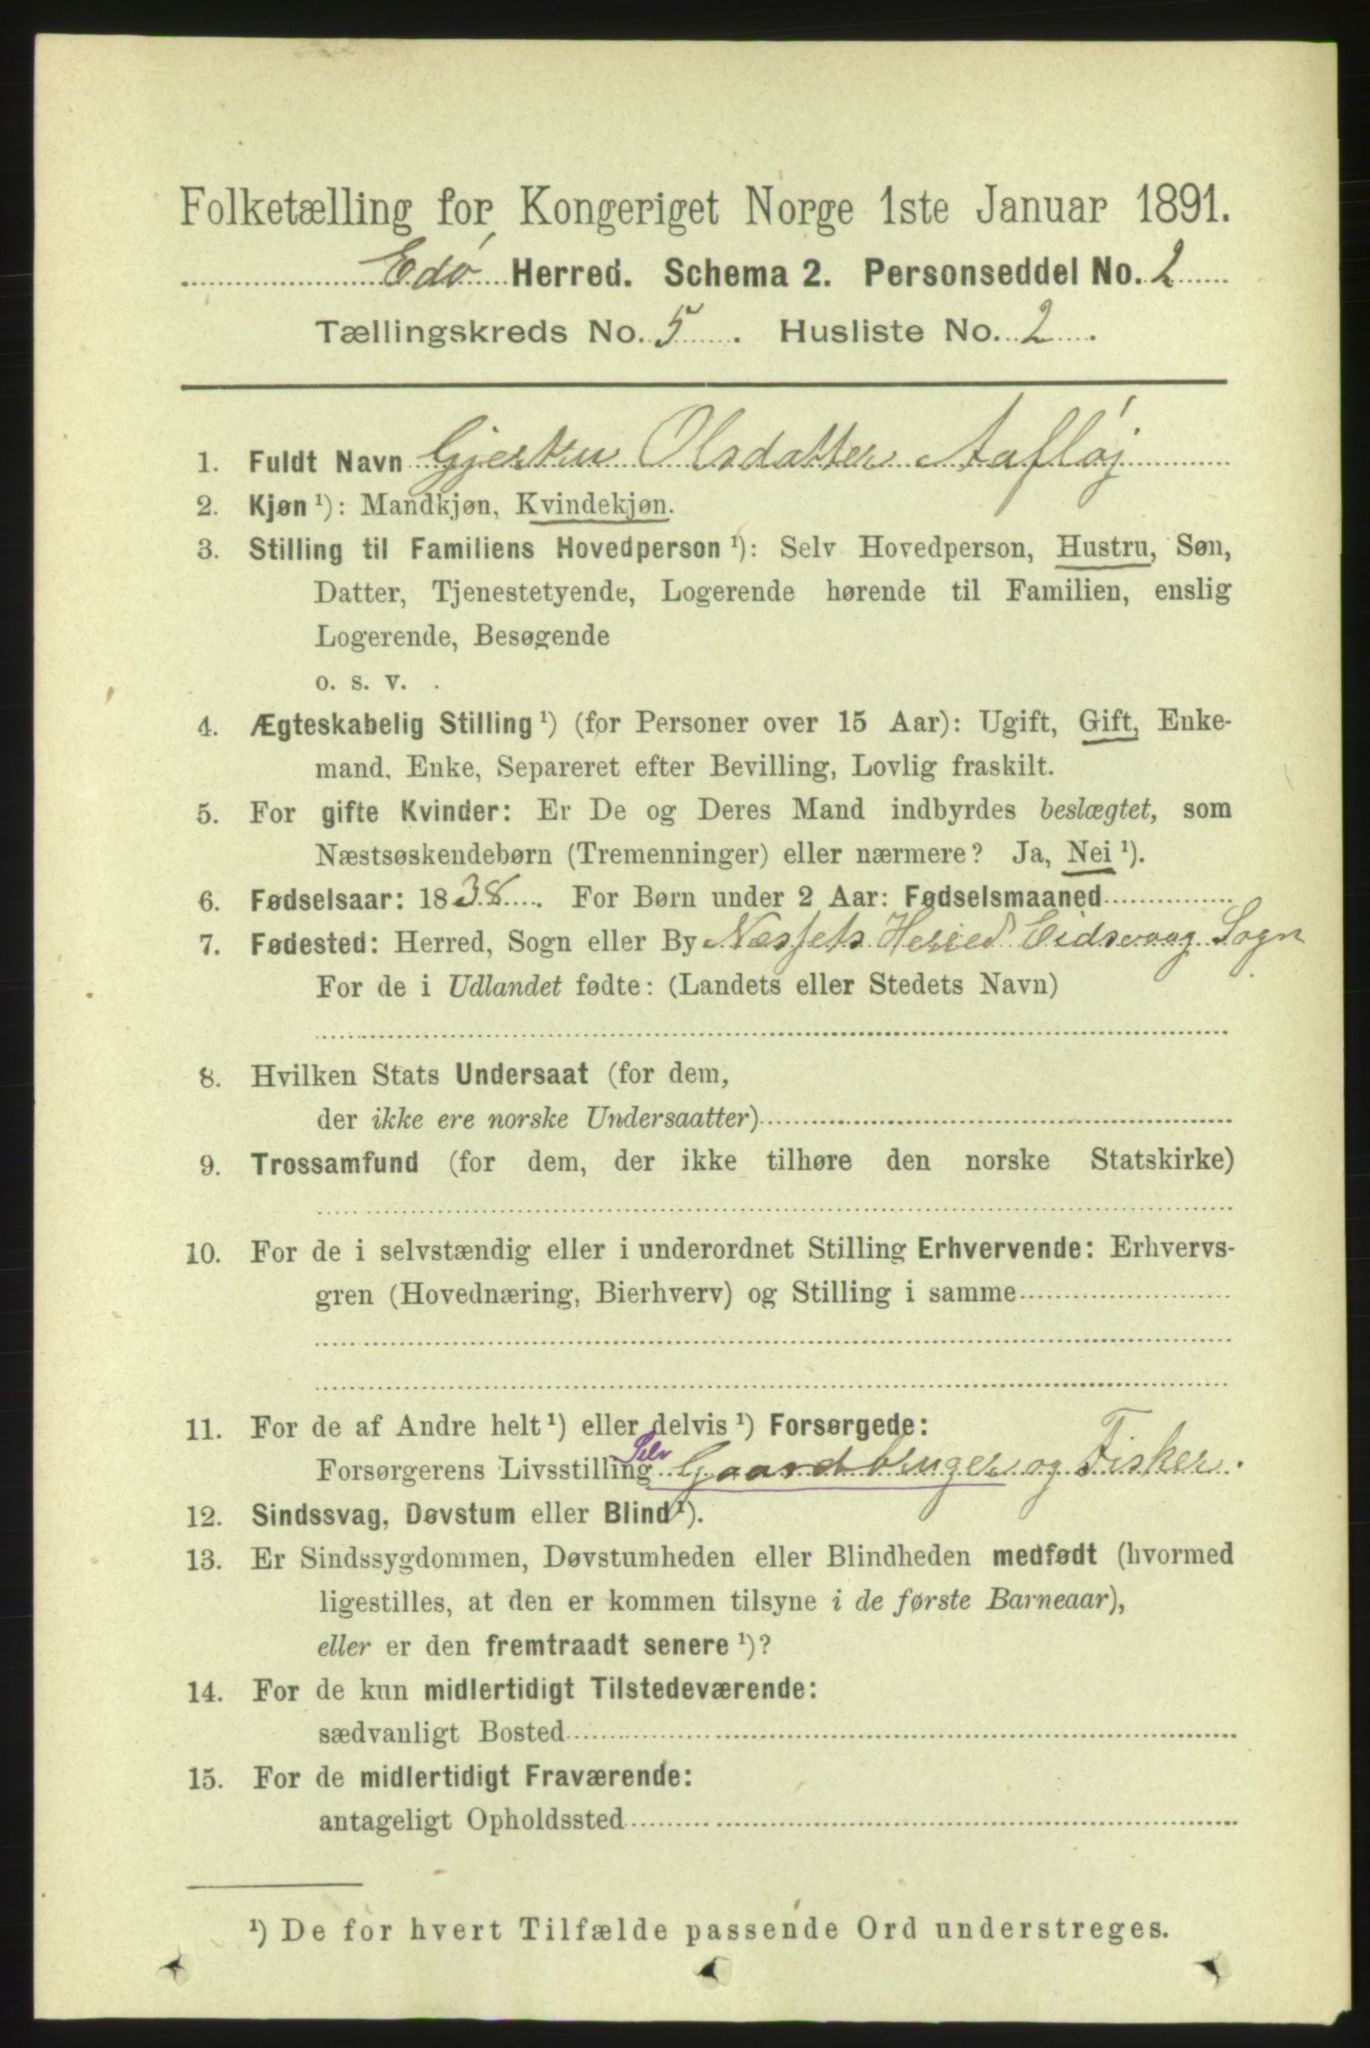 Folketælling for Kongeriget Norge 1ste Januar 1891.
Edø Herred. Schema 2. Personseddel No. 2
Tællingskreds No. 5. Husliste No. 2.
1. Fuldt Navn Gjertru Olsdatter Aafløj
2. Kjøn ¹): Mandkjøn, Kvindekjøn.
3. Stilling til Familiens Hovedperson ¹): Selv Hovedperson, Hustru, Søn,
Datter, Tjenestetyende, Logerende hørende til Familien, enslig
Logerende, Besøgende
o. s. v. .
4. Ægteskabelig Stilling ¹) (for Personer over 15 Aar): Ugift, Gift, Enke-
mand, Enke, Separeret efter Bevilling, Lovlig fraskilt.
5. For gifte Kvinder: Er De og Deres Mand indbyrdes beslægtet, som
Næstsøskendebørn (Tremenninger) eller nærmere? Ja, Nei ¹).
6. Fødselsaar: 1838. For Børn under 2 Aar: Fødselsmaaned
7. Fødested: Herred, Sogn eller By Næssets Herred Eidsvaag Sogn
For de i Udlandet fødte: (Landets eller Stedets Navn)
8. Hvilken Stats Undersaat (for dem,
der ikke ere norske Undersaatter)
9. Trossamfund (for dem, der ikke tilhøre den norske Statskirke)
10. For de i selvstændig eller i underordnet Stilling Erhvervende: Erhvervs-
gren (Hovednæring, Bierhverv) og Stilling i samme
11. For de af Andre helt ¹) eller delvis ¹) Forsørgede:
Forsørgerens Livsstilling Selv Gaardbruger og Fisker.
12. Sindssvag, Døvstum eller Blind ¹).
13. Er Sindssygdommen, Døvstumheden eller Blindheden medfødt (hvormed
ligestilles, at den er kommen tilsyne i de første Barneaar),
eller er den fremtraadt senere ¹)?
14. For de kun midlertidigt Tilstedeværende:
sædvanligt Bosted
15. For de midlertidigt Fraværende:
antageligt Opholdssted
¹) De for hvert Tilfælde passende Ord understreges.